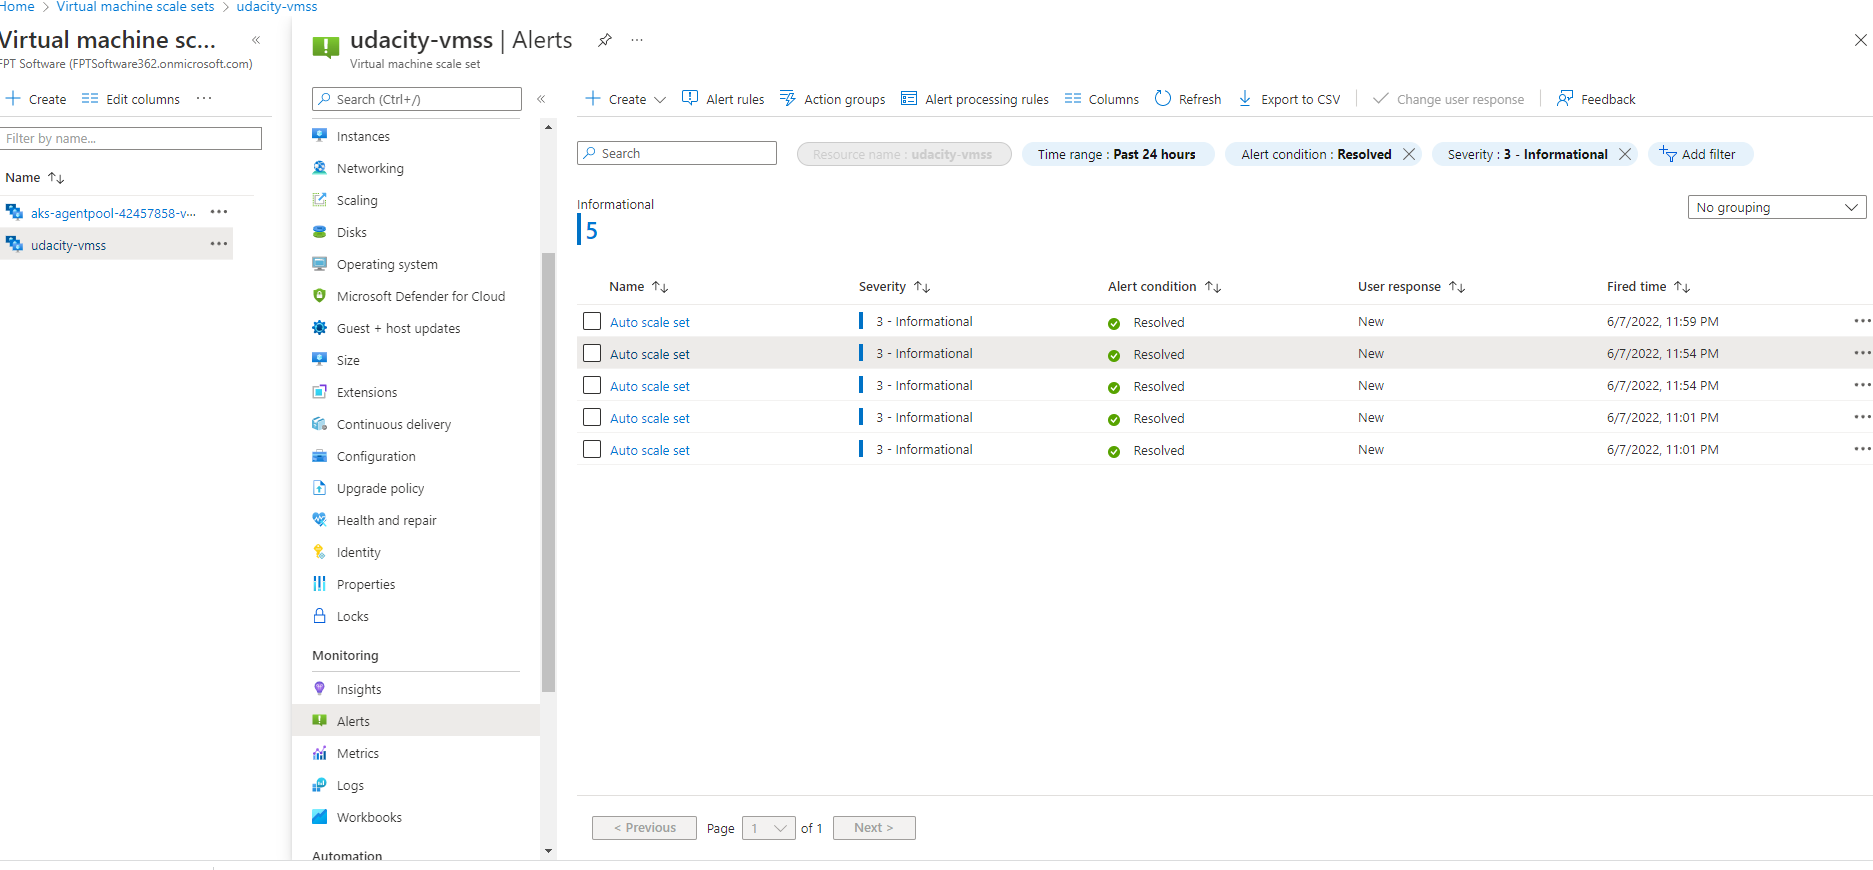 Home > Virtual machine scale sets > udacity-vmss
Virtual machine sc... «
FPT Software (FPTSoftware362.onmicrosoft.com)
Create Edit columns ...
Filter by name...
Name
aks-agentpool-42457858-v...
udacity-vmss
udacity-vmss | Alerts
Virtual machine scale set
Search (Ctrl+/) «
Instances
Networking
Scaling
Disks
Operating system
Microsoft Defender for Cloud
Guest + host updates
Size
Extensions
Continuous delivery
Configuration
Upgrade policy
Health and repair
Identity
Properties
Locks
Monitoring
Insights
Alerts
Metrics
Logs
Workbooks
Automation
Create Alert rules Action groups Alert processing rules Columns Refresh Export to CSV Change user response Feedback
Search Resource name : udacity-vmss Time range : Past 24 hours Alert condition : Resolved Severity : 3 - Informational Add filter
Informational
5
No grouping
Name Severity Alert condition User response Fired time
Auto scale set 3 - Informational Resolved New 6/7/2022, 11:59 PM
Auto scale set 3 - Informational Resolved New 6/7/2022, 11:54 PM
Auto scale set 3 - Informational Resolved New 6/7/2022, 11:54 PM
Auto scale set 3 - Informational Resolved New 6/7/2022, 11:01 PM
Auto scale set 3 - Informational Resolved New 6/7/2022, 11:01 PM
< Previous Page 1 of 1 Next >